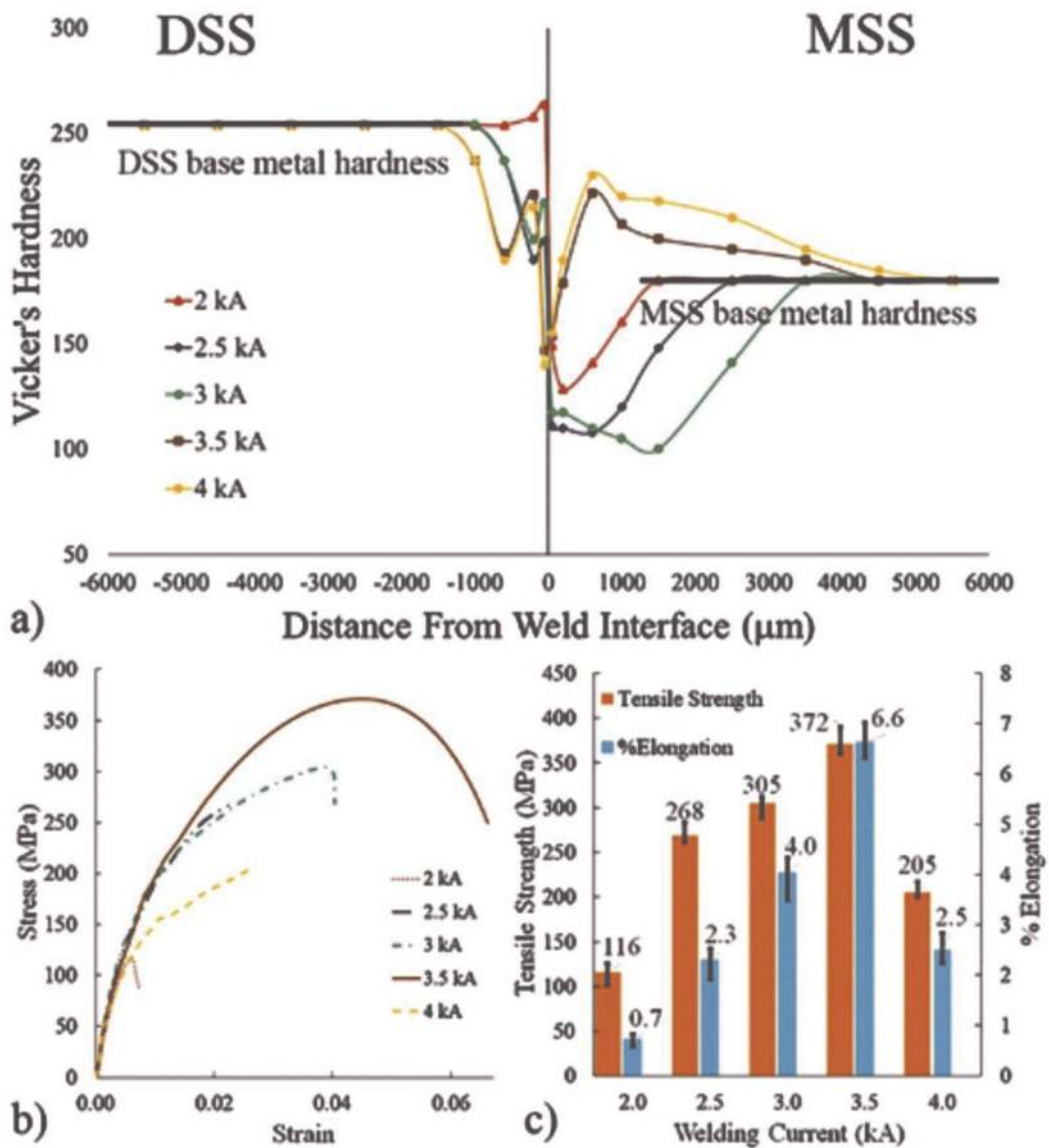 DSS
MSS
300
250
200
150
100
50
Vicker's Hardness
DSS base metal hardness
MSS base metal hardness
2 kA
2.5 kA
3 kA
3.5 kA
4 kA
-6000 -5000 -4000 -3000 -2000 -1000 0 1000 2000 3000 4000 5000 6000
a) Distance From Weld Interface (μm)
400
350
300
250
200
150
100
50
0
Stress (MPa)
2 kA
2.5 kA
3 kA
3.5 kA
4 kA
0.00 0.02 0.04 0.06
b) Strain
450
400
350
300
250
200
150
100
50
0
Tensile Strength (MPa)
Tensile Strength
%Elongation
116
0.7
268
2.3
305
4.0
372
6.6
205
2.5
8
7
6
5
4
3
2
1
0
% Elongation
2.0 2.5 3.0 3.5 4.0
c) Welding Current (kA)